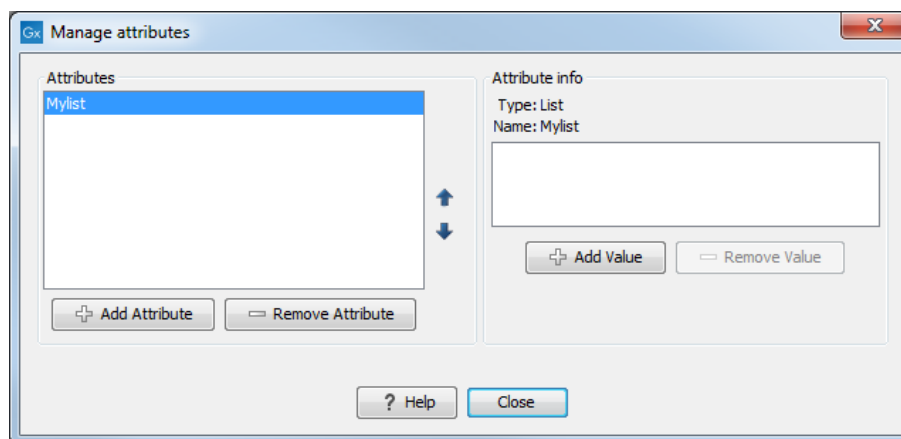 Gx Manage attributes
Attributes
Mylist
Add Attribute
Remove Attribute
Attribute info
Type: List
Name: Mylist
Add Value
Remove Value
? Help
Close